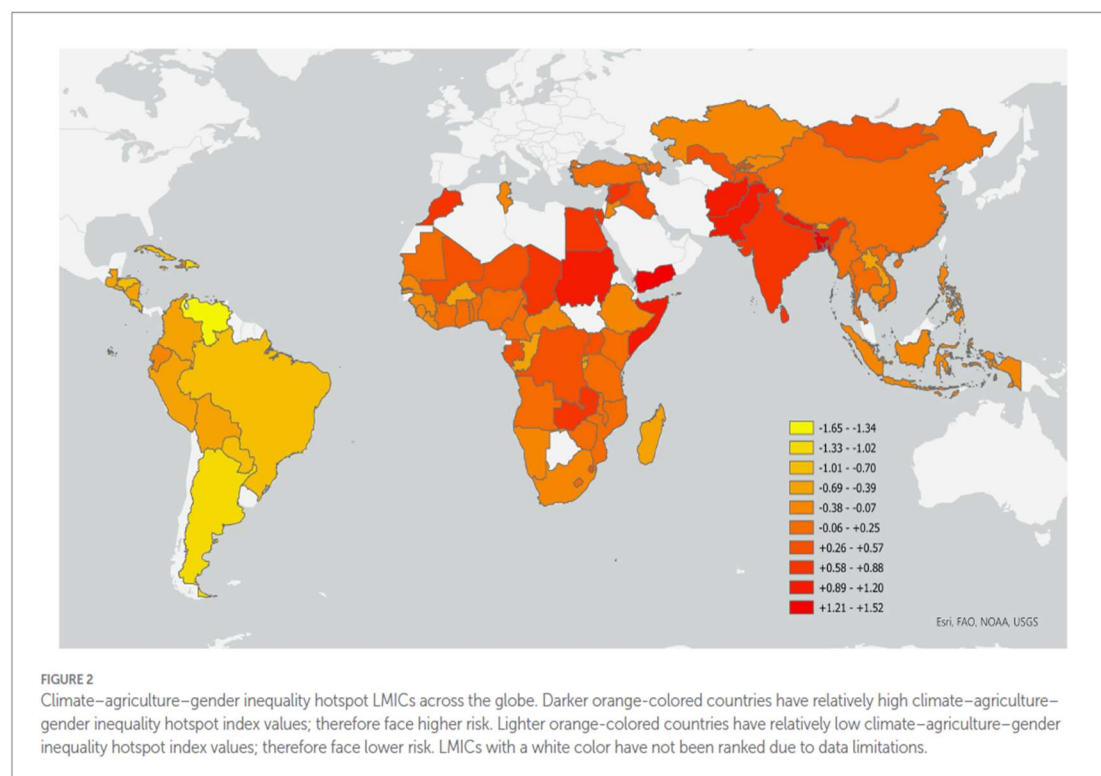 -1.65 - -1.34
-1.33 - -1.02
-1.01 - -0.70
-0.69 - -0.39
-0.38 - -0.07
-0.06 - +0.25
+0.26 - +0.57
+0.58 - +0.88
+0.89 - +1.20
+1.21 - +1.52
Esri, FAO, NOAA, USGS
FIGURE 2
Climate–agriculture–gender inequality hotspot LMICs across the globe. Darker orange-colored countries have relatively high climate–agriculture–
gender inequality hotspot index values; therefore face higher risk. Lighter orange-colored countries have relatively low climate–agriculture–gender
inequality hotspot index values; therefore face lower risk. LMICs with a white color have not been ranked due to data limitations.